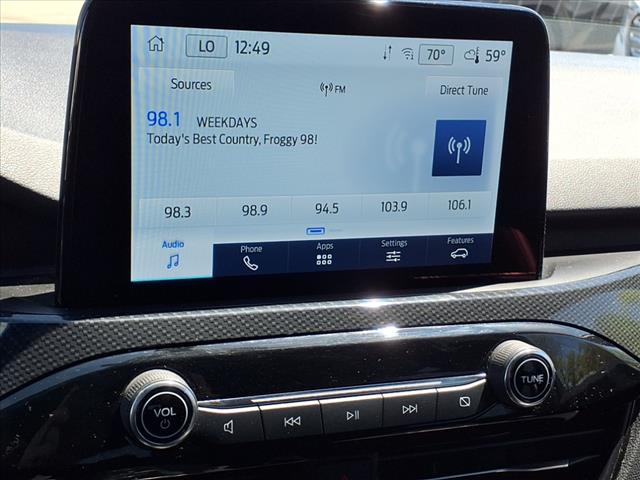 LO 12:49 70° 59°
Sources FM Direct Tune
98.1 WEEKDAYS
Today's Best Country, Froggy 98!
98.3 98.9 94.5 103.9 106.1
Audio Phone Apps Settings Features
VOL TUNE